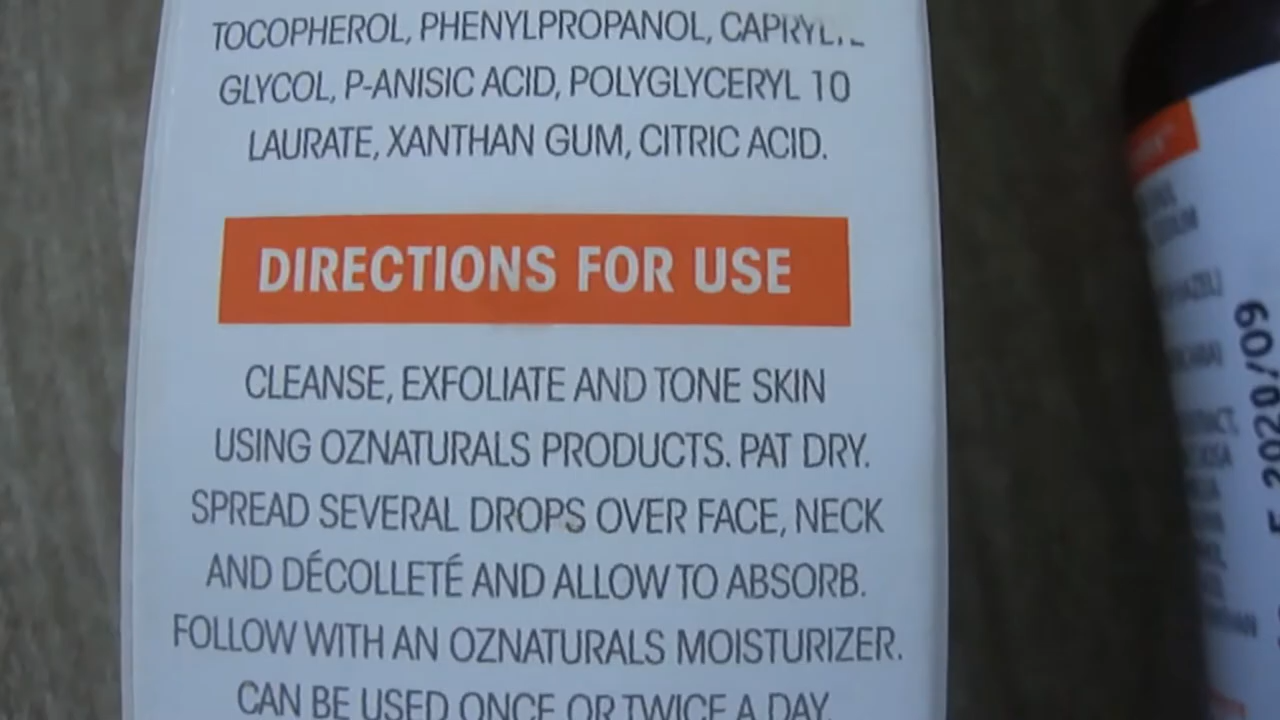 TOCOPHEROL, PHENYLPROPANOL,
GLYCOL, P-ANISIC ACID, POLYGLYCERYL 10
LAURATE, XANTHAN GUM, CITRIC ACID.
DIRECTIONS FOR USE
CLEANSE, EXFOLIATE AND TONE SKIN
USING OZNATURALS PRODUCTS. PAT DRY.
SPREAD SEVERAL DROPS OVER FACE, NECK
AND DÉCOLLETÉ AND ALLOW TO ABSORB.
FOLLOW WITH AN OZNATURALS MOISTURIZER.
CAN BE USED ONCE OR TWICE A DAY.
2020/09